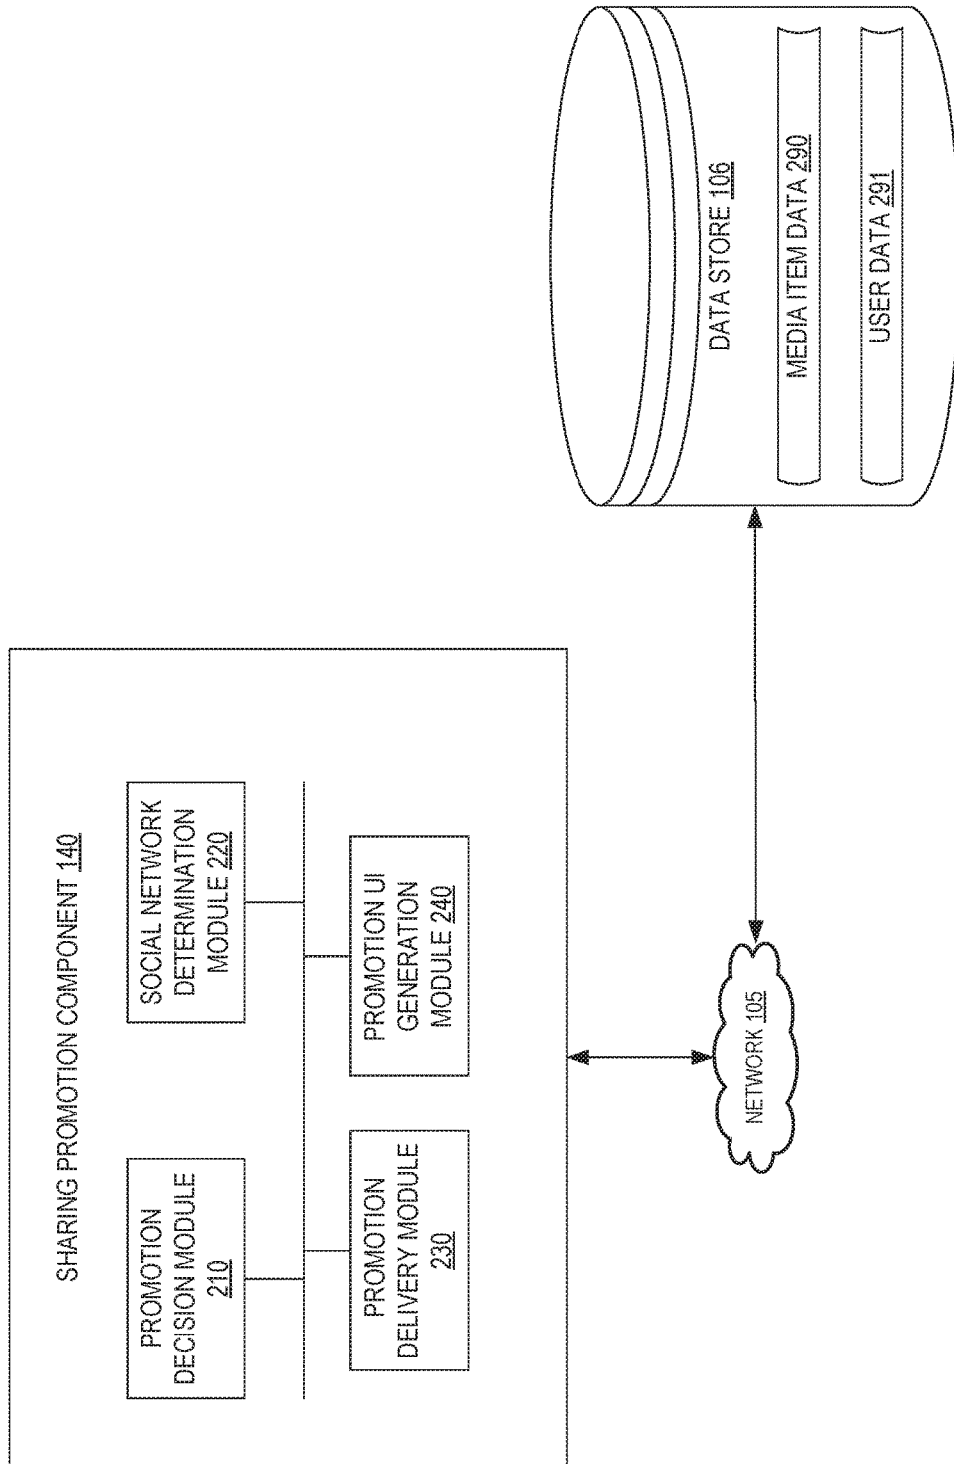 SHARING PROMOTION COMPONENT 140
PROMOTION
DECISION MODULE
210
SOCIAL NETWORK
DETERMINATION
MODULE 220
PROMOTION
DELIVERY MODULE
230
PROMOTION UI
GENERATION
MODULE 240
NETWORK 105
DATA STORE 106
MEDIA ITEM DATA 290
USER DATA 291